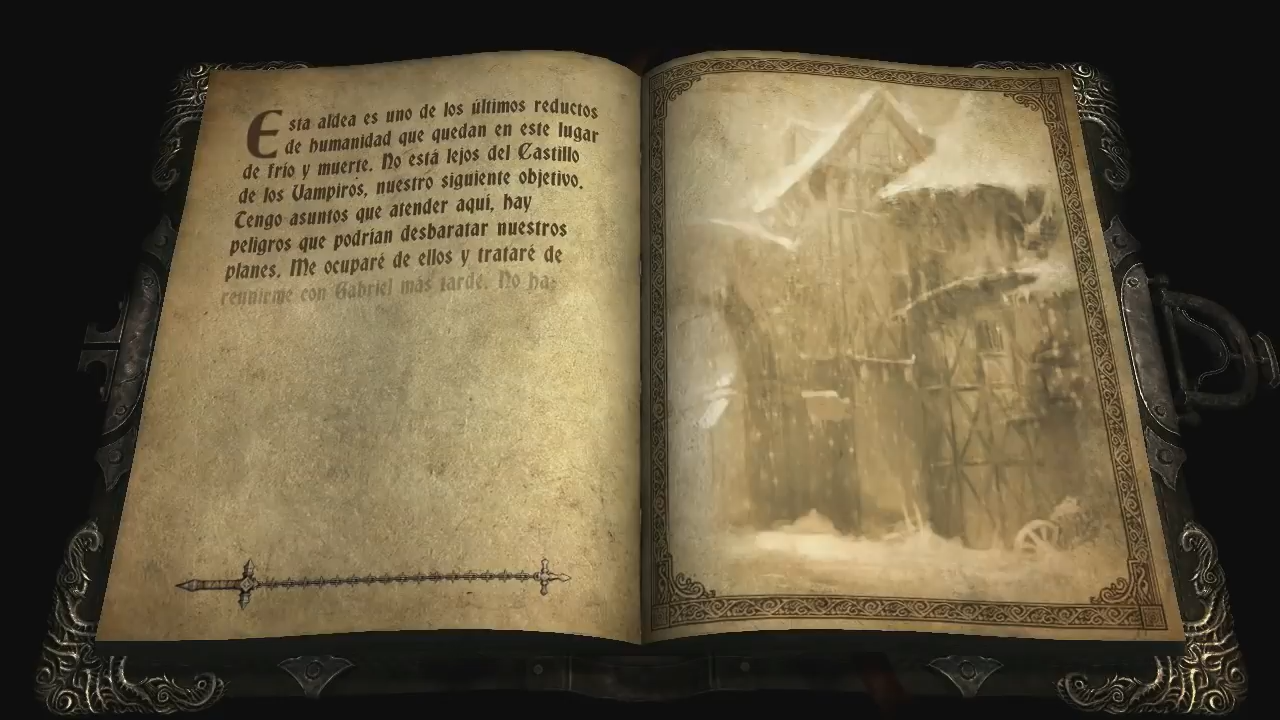 Esta aldea es uno de los últimos reductos
de humanidad que quedan en este lugar
de frío y muerte. No está lejos del Castillo
de los Vampiros, nuestro siguiente objetivo.
Tengo asuntos que atender aquí, hay
peligros que podrían desbaratar nuestros
planes. Me ocuparé de ellos y trataré de
reunirme con Gabriel más tarde. No ha-